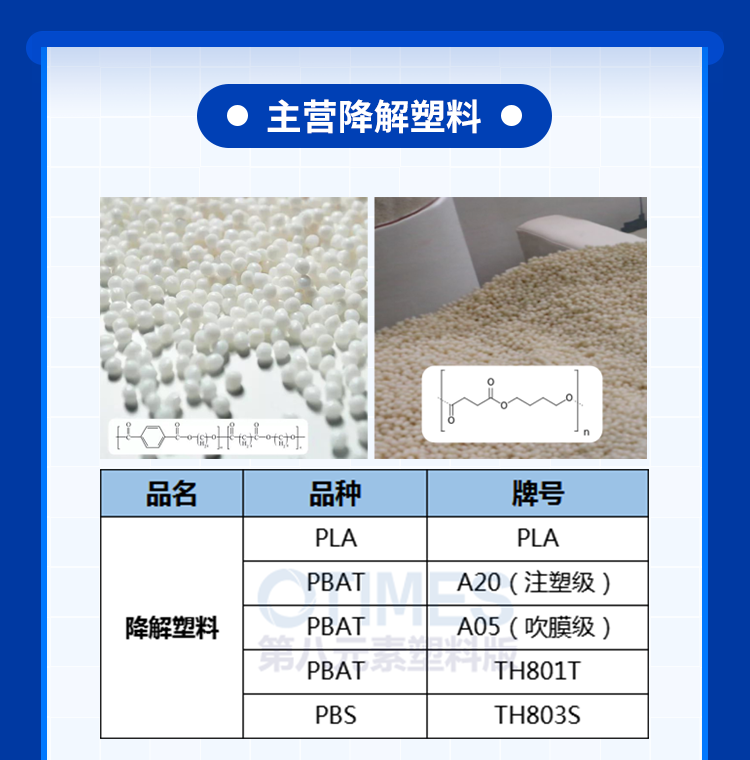 主营降解塑料
n
品名 品种 牌号
降解塑料
PLA PLA
PBAT A20（注塑级）
PBAT A05（吹膜级）
PBAT TH801T
PBS TH803S
OTIMES
第八元素塑料版